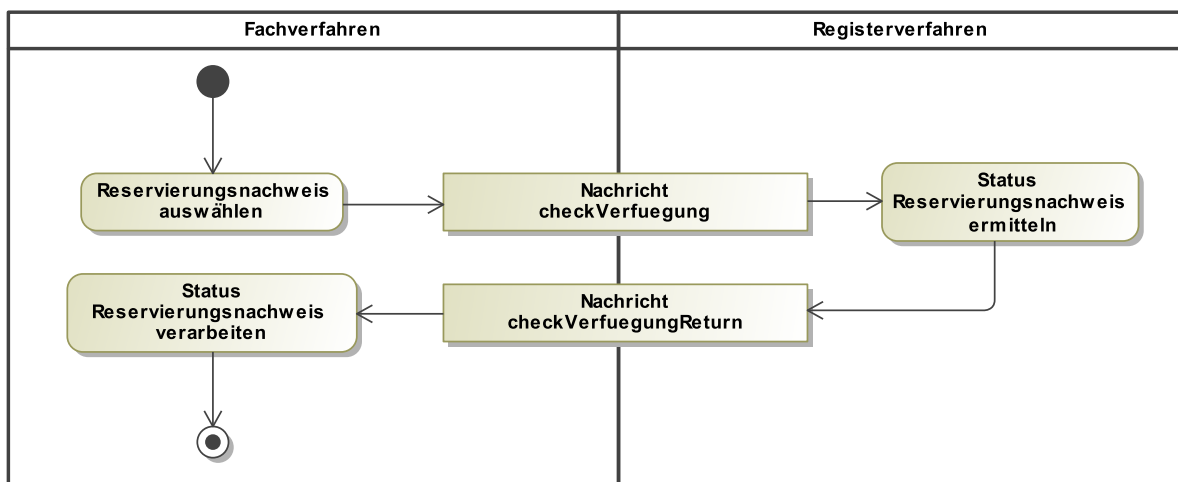 Fachverfahren
Registerverfahren
Reservierungsnachweis
auswählen
Nachricht
checkVerfuegung
Status
Reservierungsnachweis
ermitteln
Status
Reservierungsnachweis
verarbeiten
Nachricht
checkVerfuegungReturn